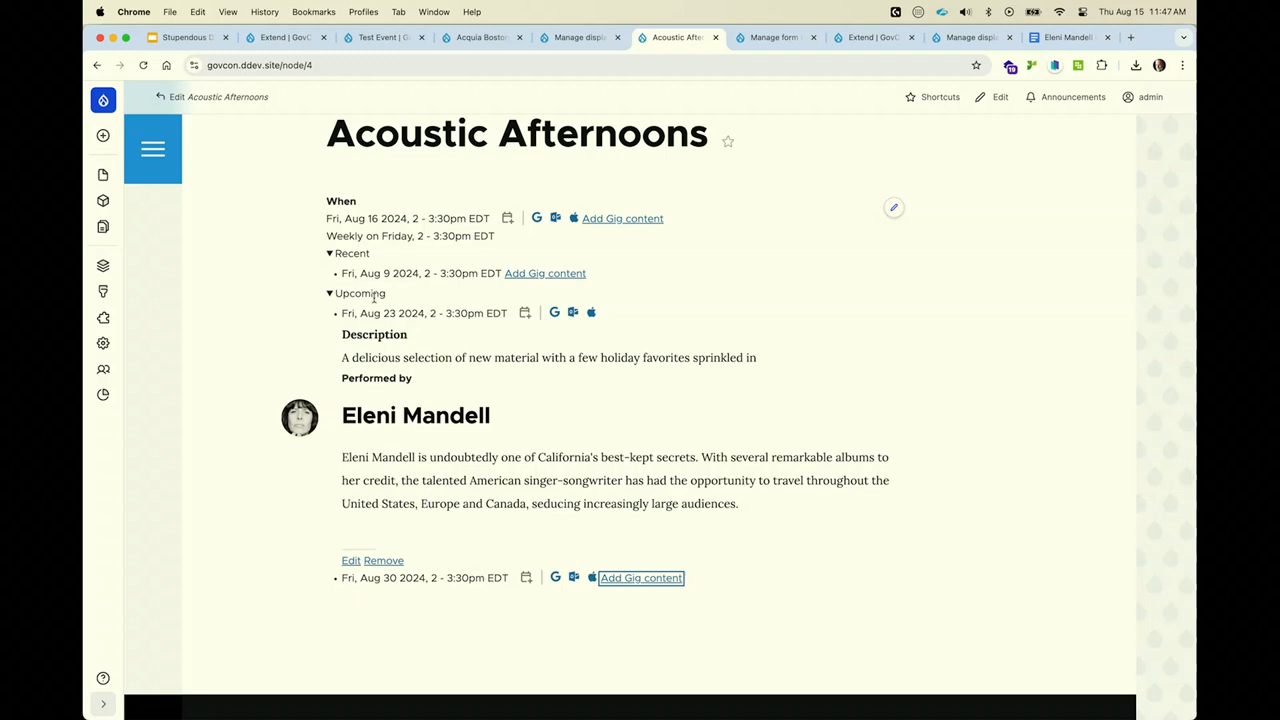 Chrome File Edit View History Bookmarks Profiles Tab Window Help Thu Aug 15 11:47 AM
Stupendous D Extend | GovC Test Event | G Acquia Boston Manage displ Acoustic Afte Manage form Extend | GovC Manage displ Eleni Mandell
govcon.ddev.site/node/4
19
Edit Acoustic Afternoons Shortcuts Edit Announcements admin
Acoustic Afternoons
When
Fri, Aug 16 2024, 2 - 3:30pm EDT Add Gig content
Weekly on Friday, 2 - 3:30pm EDT
Recent
• Fri, Aug 9 2024, 2 - 3:30pm EDT Add Gig content
Upcoming
• Fri, Aug 23 2024, 2 - 3:30pm EDT
Description
A delicious selection of new material with a few holiday favorites sprinkled in
Performed by
Eleni Mandell
Eleni Mandell is undoubtedly one of California's best-kept secrets. With several remarkable albums to
her credit, the talented American singer-songwriter has had the opportunity to travel throughout the
United States, Europe and Canada, seducing increasingly large audiences.
Edit Remove
• Fri, Aug 30 2024, 2 - 3:30pm EDT Add Gig content